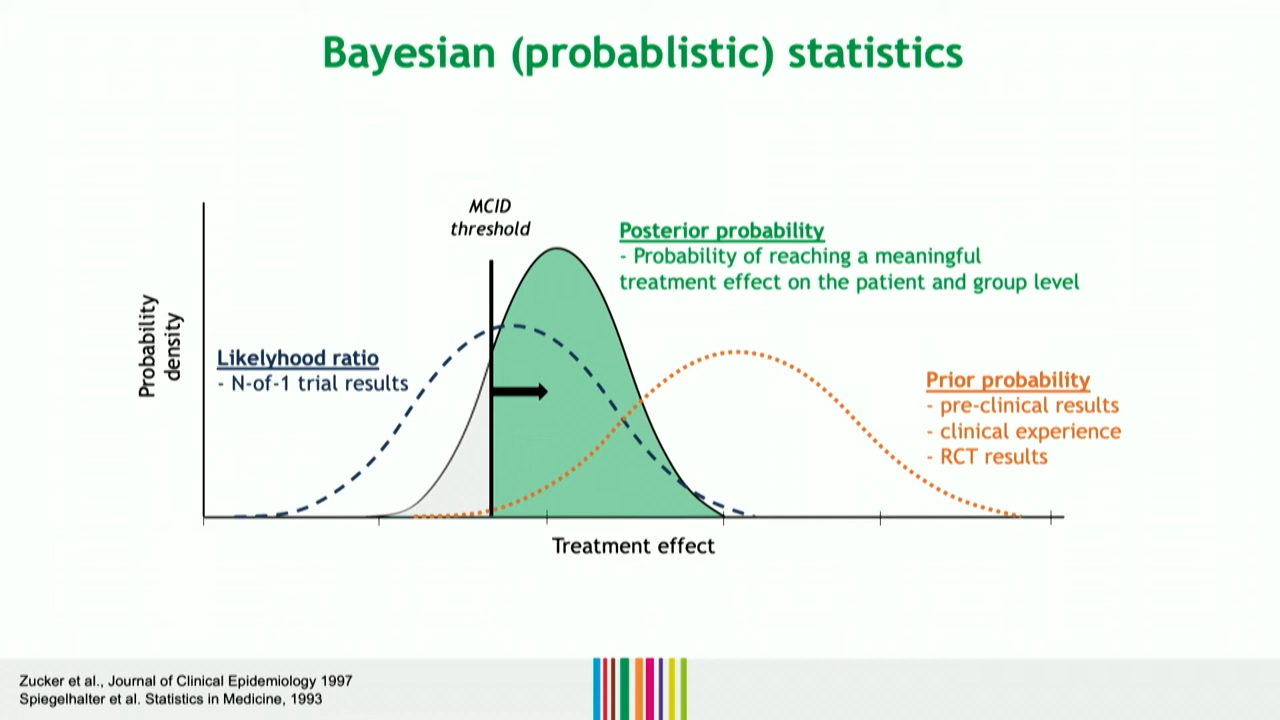 Bayesian (probablistic) statistics
MCID
threshold
Posterior probability
- Probability of reaching a meaningful
treatment effect on the patient and group level
Probability
density
Likelyhood ratio
- N-of-1 trial results
Prior probability
- pre-clinical results
- clinical experience
- RCT results
Treatment effect
Zucker et al., Journal of Clinical Epidemiology 1997
Spiegelhalter et al. Statistics in Medicine, 1993